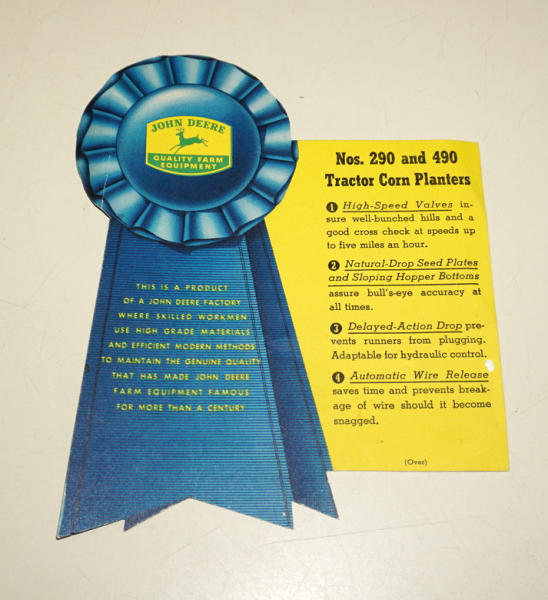 JOHN DEERE
QUALITY FARM
EQUIPMENT
THIS IS A PRODUCT
OF A JOHN DEERE FACTORY
WHERE SKILLED WORKMEN
USE HIGH GRADE MATERIALS
AND EFFICIENT MODERN METHODS
TO MAINTAIN THE GENUINE QUALITY
THAT HAS MADE JOHN DEERE
FARM EQUIPMENT FAMOUS
FOR MORE THAN A CENTURY
Nos. 290 and 490
Tractor Corn Planters
1 High-Speed Valves in-
sure well-bunched hills and a
good cross check at speeds up
to five miles an hour.
2 Natural-Drop Seed Plates
and Sloping Hopper Bottoms
assure bull's-eye accuracy at
all times.
3 Delayed-Action Drop pre-
vents runners from plugging.
Adaptable for hydraulic control.
4 Automatic Wire Release
saves time and prevents break-
age of wire should it become
snagged.
(Over)